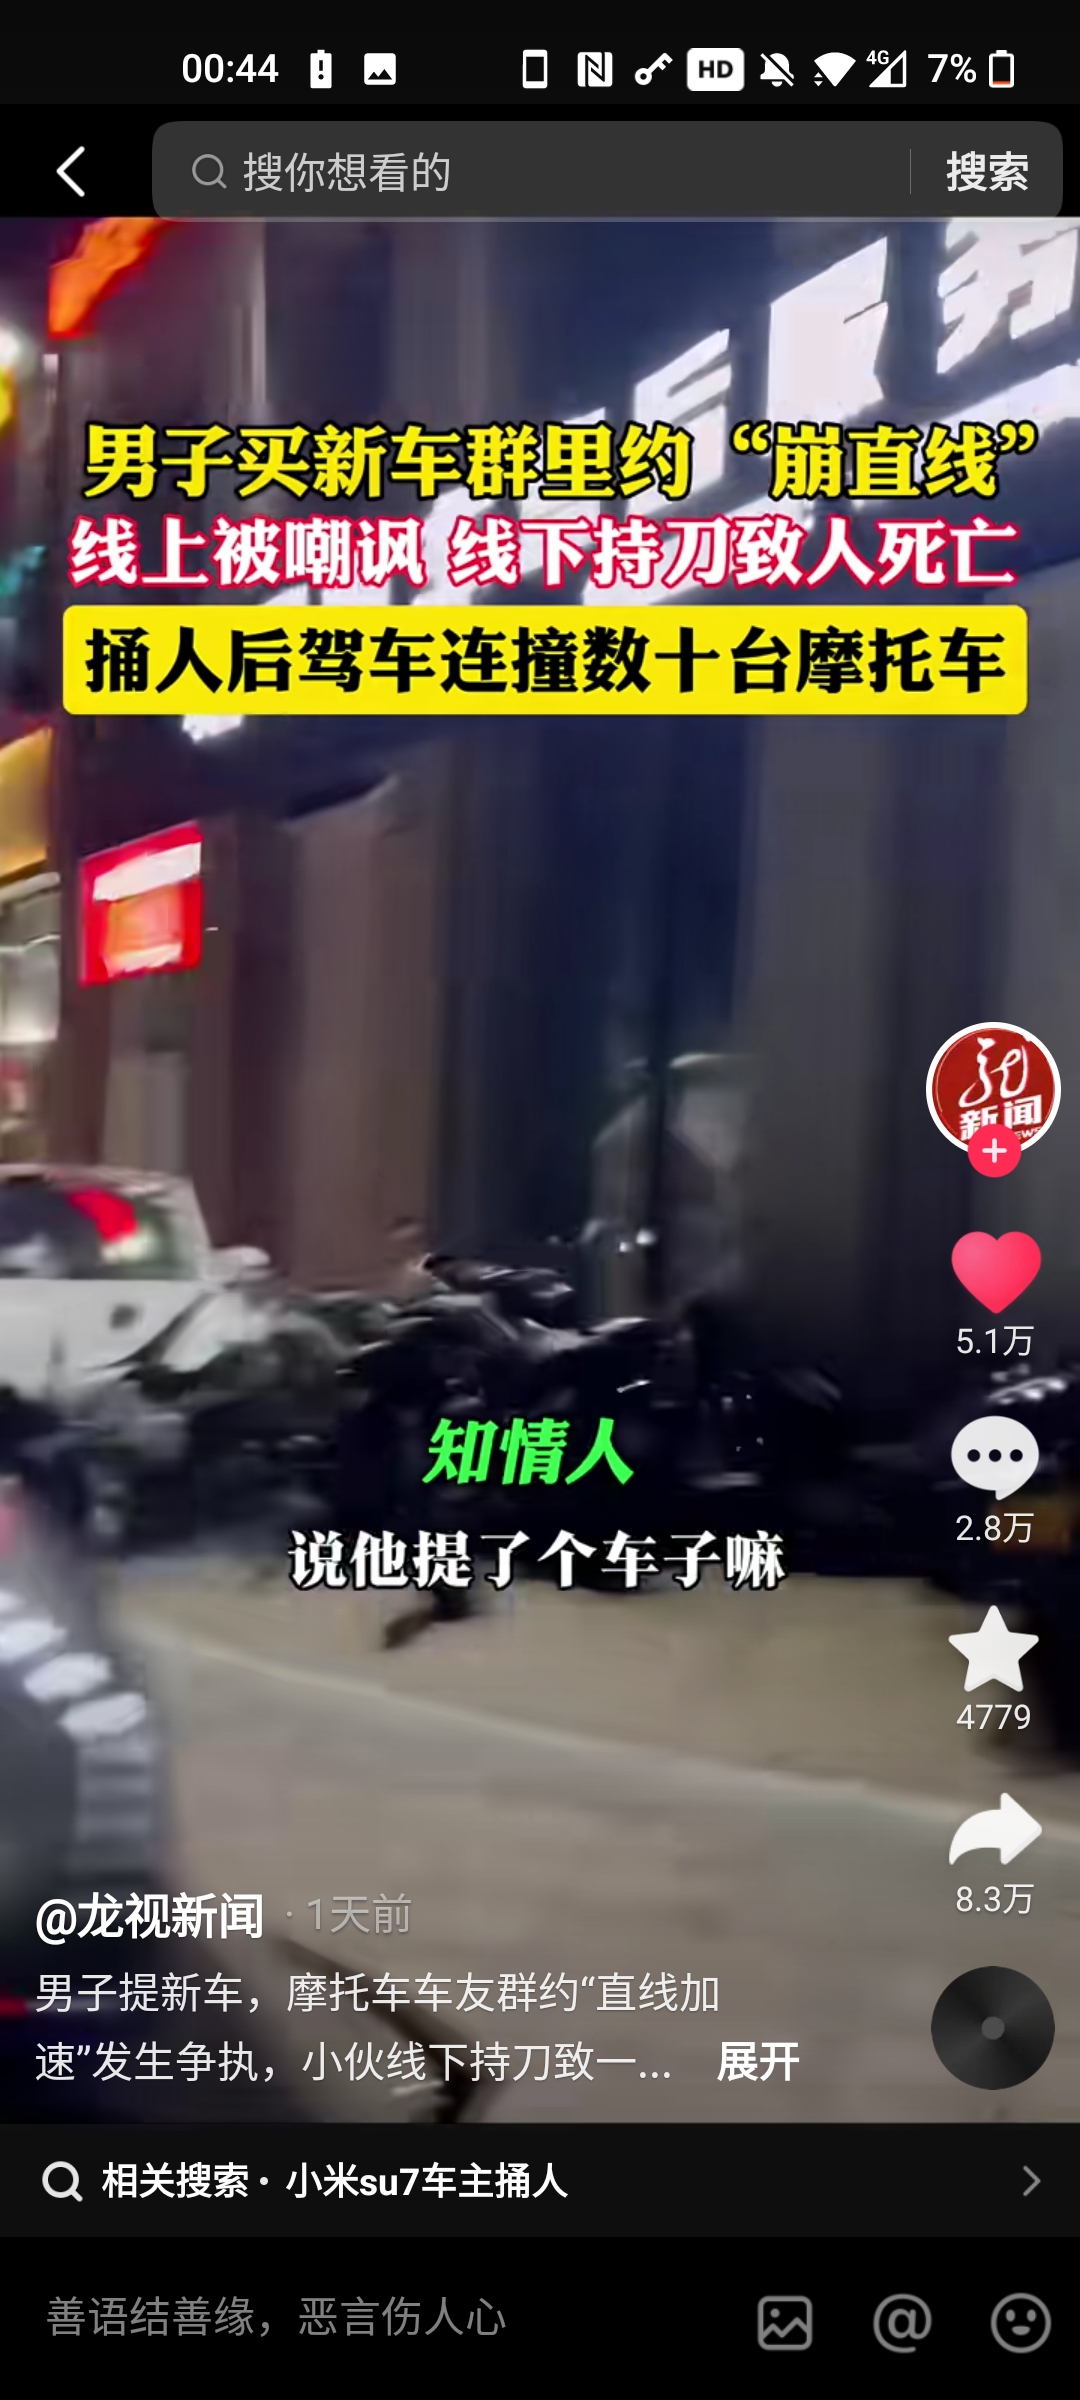 00:44
HD
4G
7%
搜你想看的
搜索
务
男子买新车群里约“崩直线”
线上被嘲讽 线下持刀致人死亡
捅人后驾车连撞数十台摩托车
新闻
5.1万
知情人
2.8万
说他提了个车子嘛
4779
8.3万
@龙视新闻 · 1天前
男子提新车，摩托车车友群约“直线加
速”发生争执，小伙线下持刀致一... 展开
相关搜索 · 小米su7车主捅人
善语结善缘，恶言伤人心